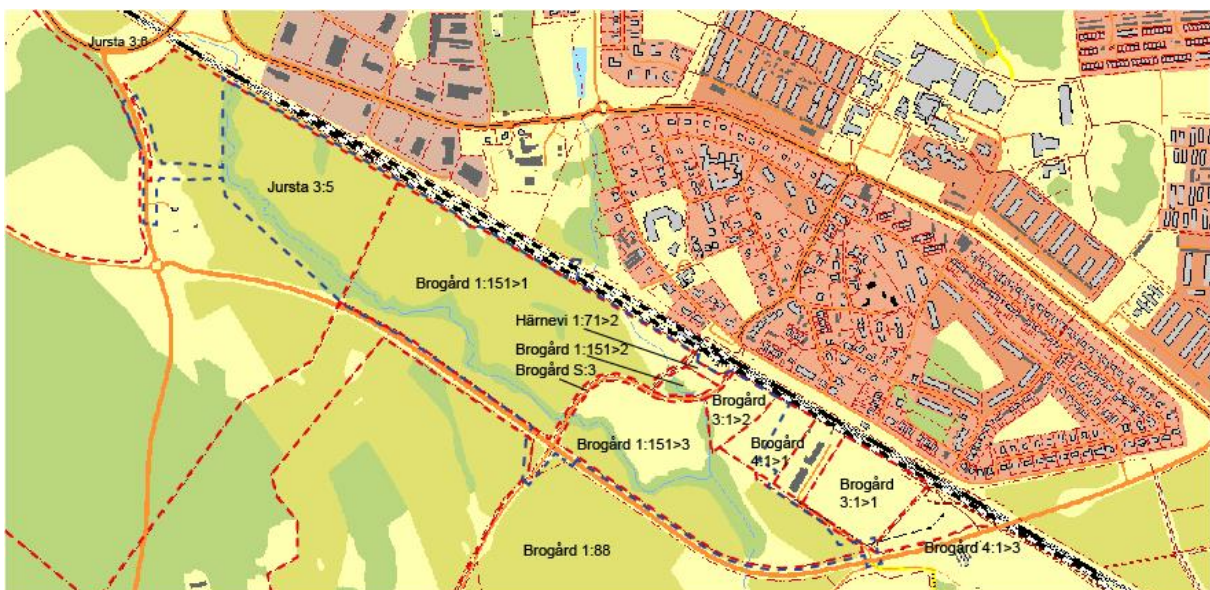 Jursta 3:6
Jursta 3:5
Brogård 1:151>1
Härnevi 1:71>2
Brogård 1:151>2
Brogård S:3
Brogård
3:1>2
Brogård 1:151>3
Brogård
4:1>1
Brogård
3:1>1
Brogård 1:88
Brogård 4:1>3